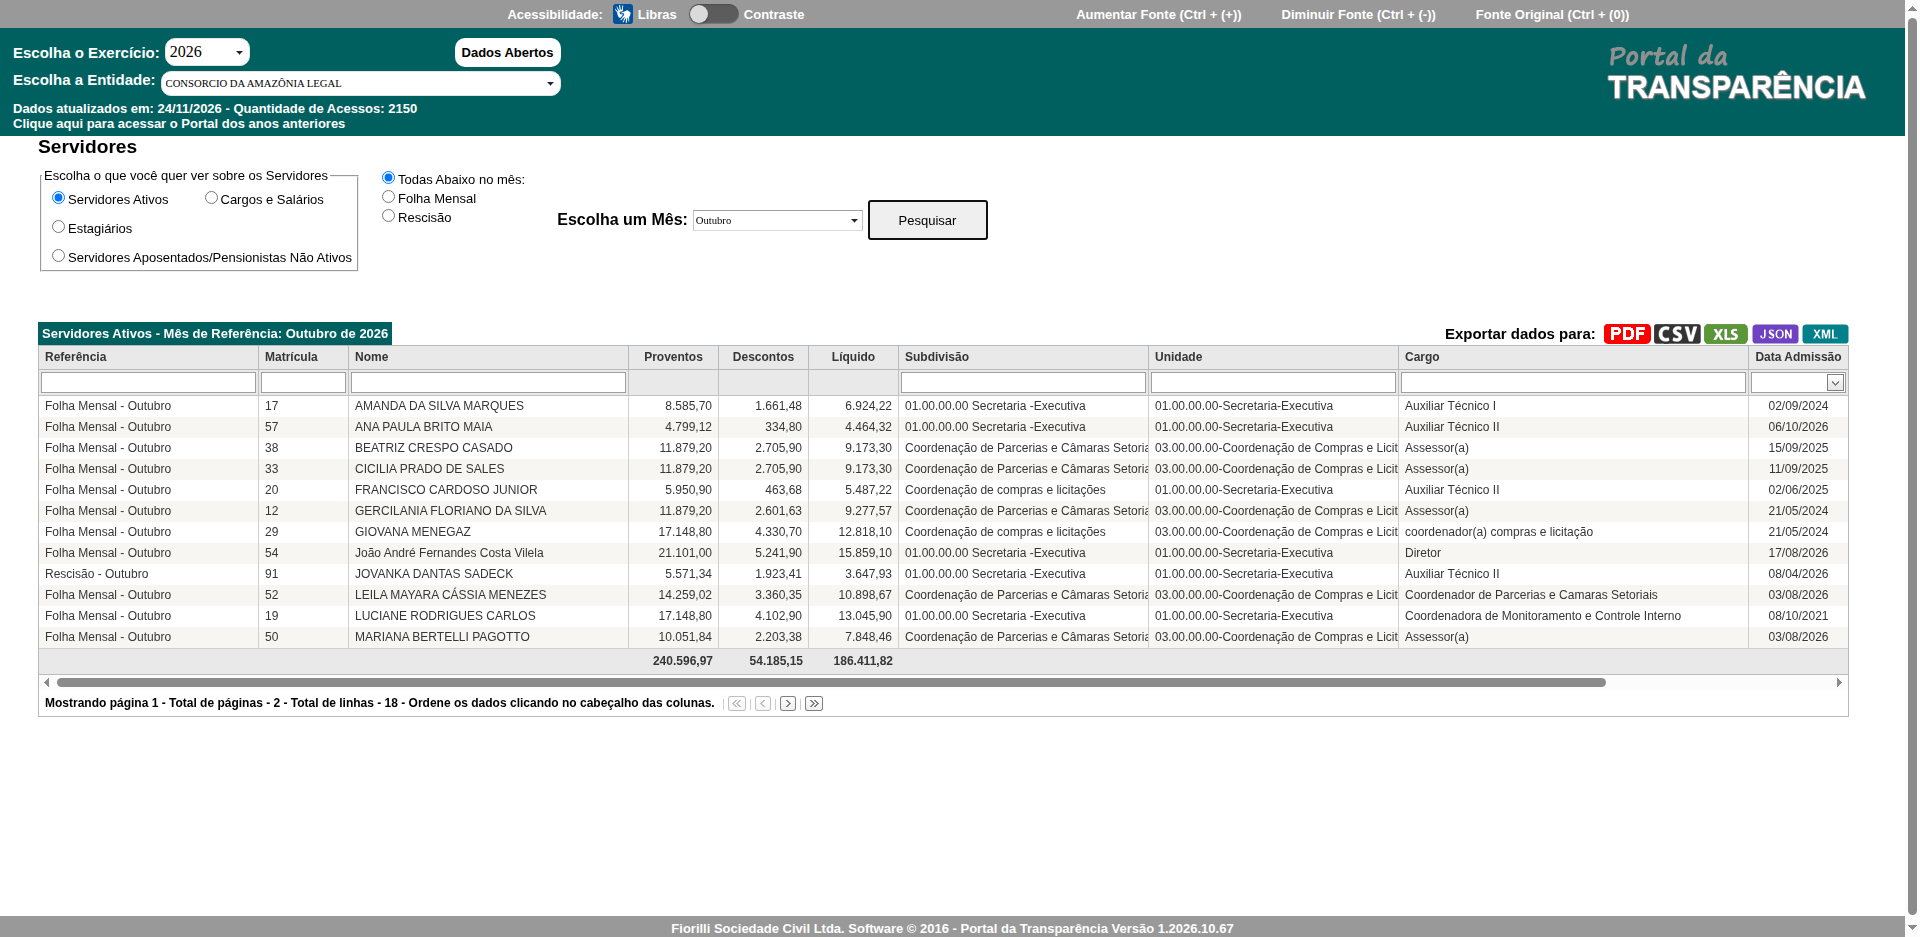 Acessibilidade: Libras Contraste Aumentar Fonte (Ctrl + (+)) Diminuir Fonte (Ctrl + (-)) Fonte Original (Ctrl + (0))
Escolha o Exercício: 2026 Dados Abertos
Escolha a Entidade: CONSORCIO DA AMAZÔNIA LEGAL
Portal da
TRANSPARÊNCIA
Dados atualizados em: 24/11/2026 - Quantidade de Acessos: 2150
Clique aqui para acessar o Portal dos anos anteriores
Servidores
Escolha o que você quer ver sobre os Servidores
Servidores Ativos Cargos e Salários
Estagiários
Servidores Aposentados/Pensionistas Não Ativos
Todas Abaixo no mês:
Folha Mensal
Rescisão
Escolha um Mês: Outubro Pesquisar
Servidores Ativos - Mês de Referência: Outubro de 2026 Exportar dados para: PDF CSV XLS JSON XML
Referência Matrícula Nome Proventos Descontos Líquido Subdivisão Unidade Cargo Data Admissão
Folha Mensal - Outubro 17 AMANDA DA SILVA MARQUES 8.585,70 1.661,48 6.924,22 01.00.00.00 Secretaria -Executiva 01.00.00.00-Secretaria-Executiva Auxiliar Técnico I 02/09/2024
Folha Mensal - Outubro 57 ANA PAULA BRITO MAIA 4.799,12 334,80 4.464,32 01.00.00.00 Secretaria -Executiva 01.00.00.00-Secretaria-Executiva Auxiliar Técnico II 06/10/2026
Folha Mensal - Outubro 38 BEATRIZ CRESPO CASADO 11.879,20 2.705,90 9.173,30 Coordenação de Parcerias e Câmaras Setoria 03.00.00.00-Coordenação de Compras e Licit Assessor(a) 15/09/2025
Folha Mensal - Outubro 33 CICILIA PRADO DE SALES 11.879,20 2.705,90 9.173,30 Coordenação de Parcerias e Câmaras Setoria 03.00.00.00-Coordenação de Compras e Licit Assessor(a) 11/09/2025
Folha Mensal - Outubro 20 FRANCISCO CARDOSO JUNIOR 5.950,90 463,68 5.487,22 Coordenação de compras e licitações 01.00.00.00-Secretaria-Executiva Auxiliar Técnico II 02/06/2025
Folha Mensal - Outubro 12 GERCILANIA FLORIANO DA SILVA 11.879,20 2.601,63 9.277,57 Coordenação de Parcerias e Câmaras Setoria 03.00.00.00-Coordenação de Compras e Licit Assessor(a) 21/05/2024
Folha Mensal - Outubro 29 GIOVANA MENEGAZ 17.148,80 4.330,70 12.818,10 Coordenação de compras e licitações 03.00.00.00-Coordenação de Compras e Licit coordenador(a) compras e licitação 21/05/2024
Folha Mensal - Outubro 54 João André Fernandes Costa Vilela 21.101,00 5.241,90 15.859,10 01.00.00.00 Secretaria -Executiva 01.00.00.00-Secretaria-Executiva Diretor 17/08/2026
Rescisão - Outubro 91 JOVANKA DANTAS SADECK 5.571,34 1.923,41 3.647,93 01.00.00.00 Secretaria -Executiva 01.00.00.00-Secretaria-Executiva Auxiliar Técnico II 08/04/2026
Folha Mensal - Outubro 52 LEILA MAYARA CÁSSIA MENEZES 14.259,02 3.360,35 10.898,67 Coordenação de Parcerias e Câmaras Setoria 03.00.00.00-Coordenação de Compras e Licit Coordenador de Parcerias e Camaras Setoriais 03/08/2026
Folha Mensal - Outubro 19 LUCIANE RODRIGUES CARLOS 17.148,80 4.102,90 13.045,90 01.00.00.00 Secretaria -Executiva 01.00.00.00-Secretaria-Executiva Coordenadora de Monitoramento e Controle Interno 08/10/2021
Folha Mensal - Outubro 50 MARIANA BERTELLI PAGOTTO 10.051,84 2.203,38 7.848,46 Coordenação de Parcerias e Câmaras Setoria 03.00.00.00-Coordenação de Compras e Licit Assessor(a) 03/08/2026
240.596,97 54.185,15 186.411,82
Mostrando página 1 - Total de páginas - 2 - Total de linhas - 18 - Ordene os dados clicando no cabeçalho das colunas.
Fiorilli Sociedade Civil Ltda. Software © 2016 - Portal da Transparência Versão 1.2026.10.67